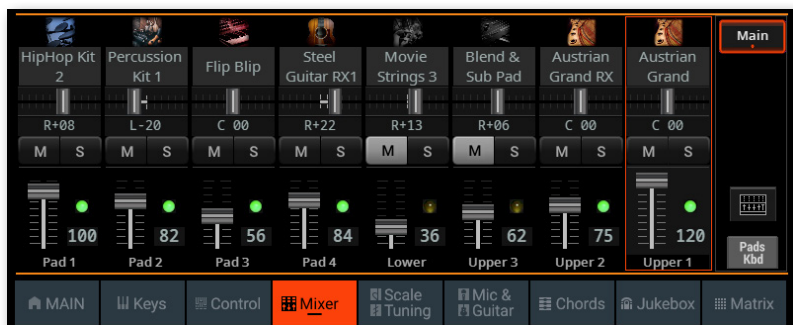 HipHop Kit 2
Percussion Kit 1
Flip Blip
Steel Guitar RX1
Movie Strings 3
Blend & Sub Pad
Austrian Grand RX
Austrian Grand
Main
R+08 L-20 C 00 R+22 R+13 R+06 C 00 C 00
M S M S M S M S M S M S M S M S
100 82 56 84 36 62 75 120
Pads Kbd
Pad 1 Pad 2 Pad 3 Pad 4 Lower Upper 3 Upper 2 Upper 1
MAIN Keys Control Mixer Scale Tuning Mic & Guitar Chords Jukebox Matrix